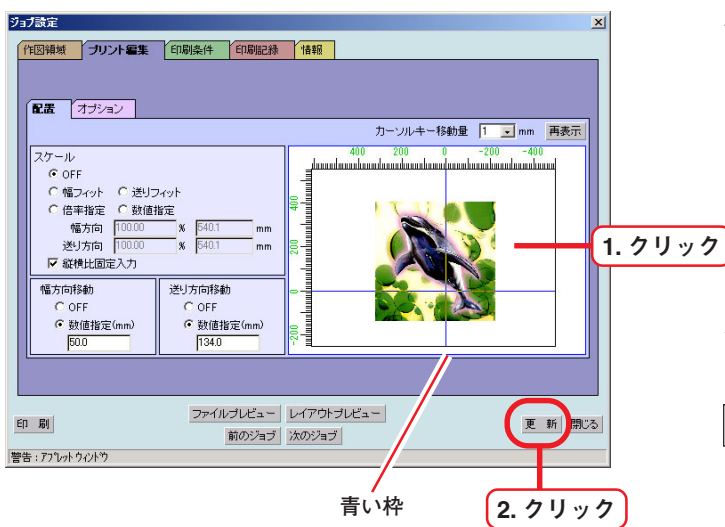 ジョブ設定
作図領域 プリント編集 印刷条件 印刷記録 情報
配置 オプション
カーソルキー移動量 1 mm 再表示
スケール
OFF
幅フィット 送りフィット
倍率指定 数値指定
幅方向 100.00 % 540.1 mm
送り方向 100.00 % 540.1 mm
縦横比固定入力
幅方向移動 送り方向移動
OFF OFF
数値指定(mm) 数値指定(mm)
50.0 134.0
400 200 0 -200 -400
400
200
0
-200
1. クリック
ファイルプレビュー レイアウトプレビュー
印 刷 更 新 閉じる
前のジョブ 次のジョブ
警告 : アプレットウィンドウ
青い枠
2. クリック